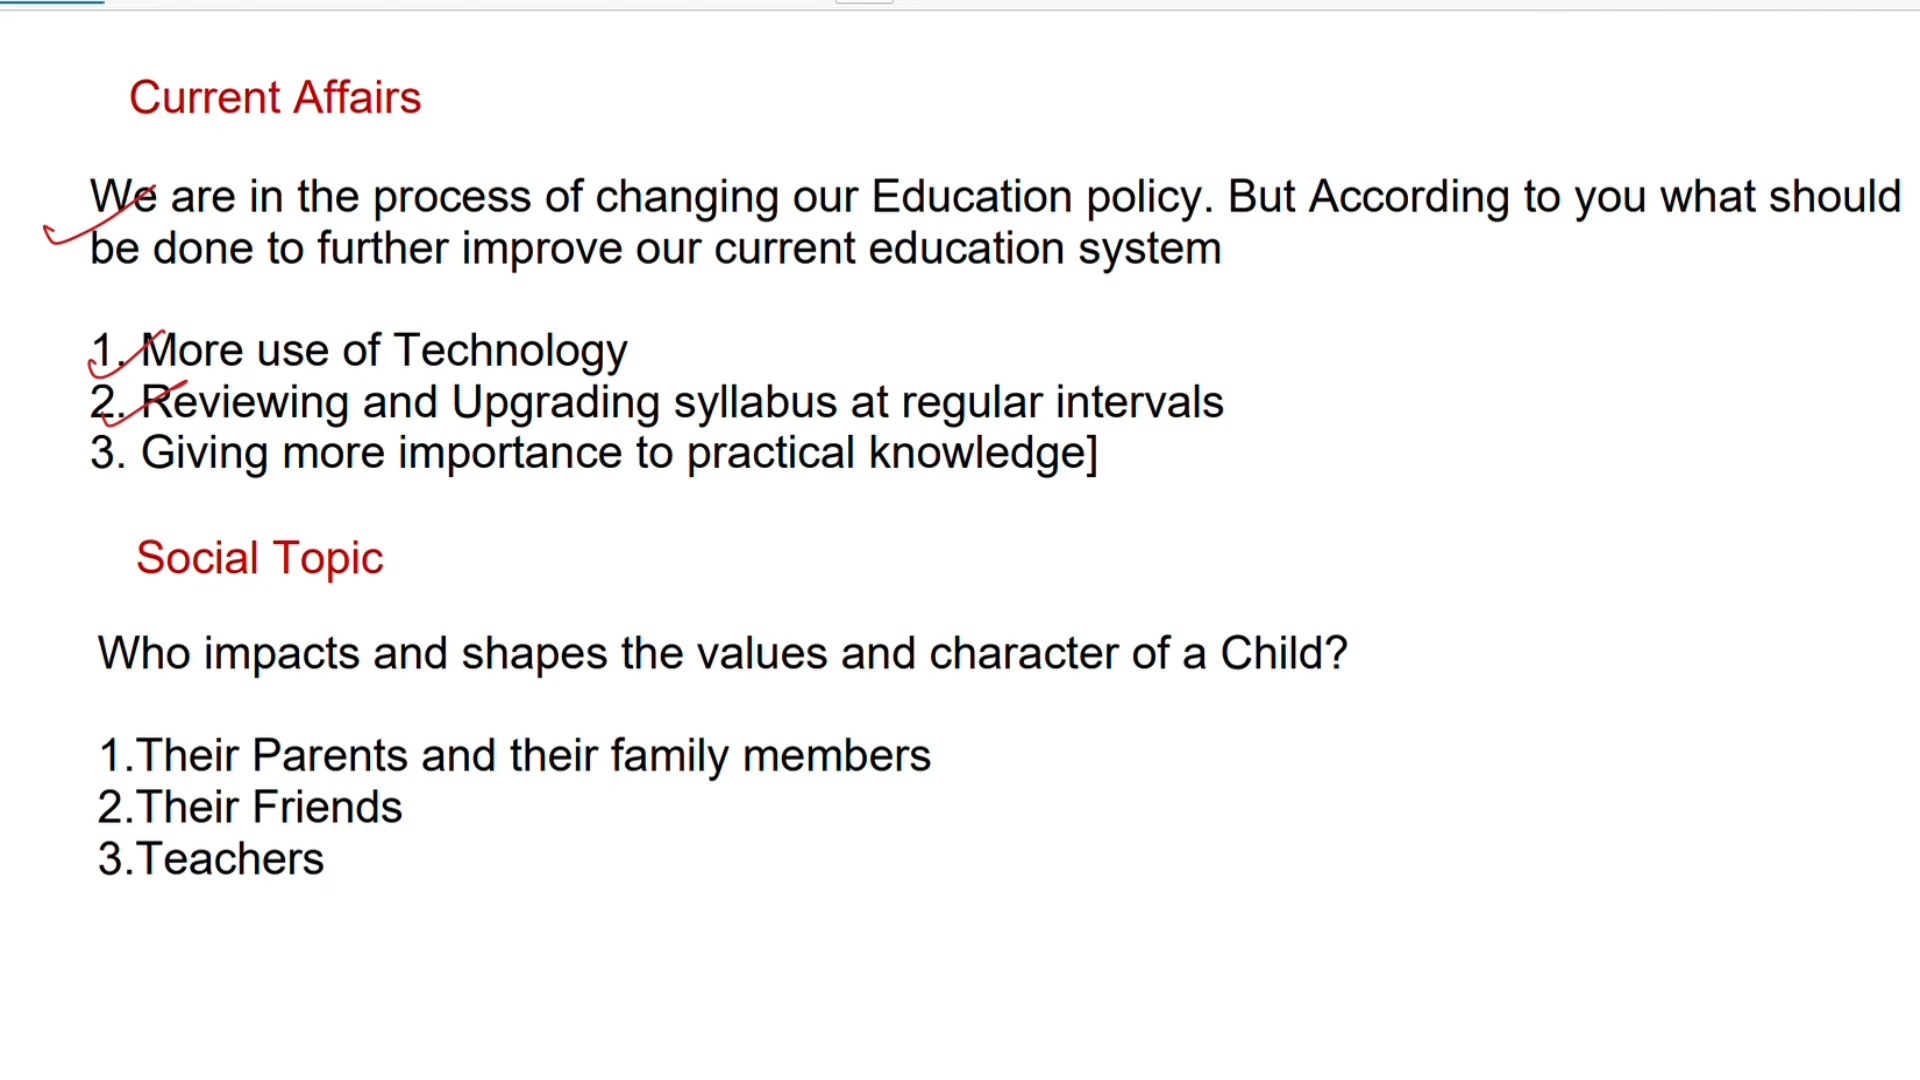 Current Affairs
We are in the process of changing our Education policy. But According to you what should
be done to further improve our current education system
1. More use of Technology
2. Reviewing and Upgrading syllabus at regular intervals
3. Giving more importance to practical knowledge]
Social Topic
Who impacts and shapes the values and character of a Child?
1.Their Parents and their family members
2.Their Friends
3.Teachers